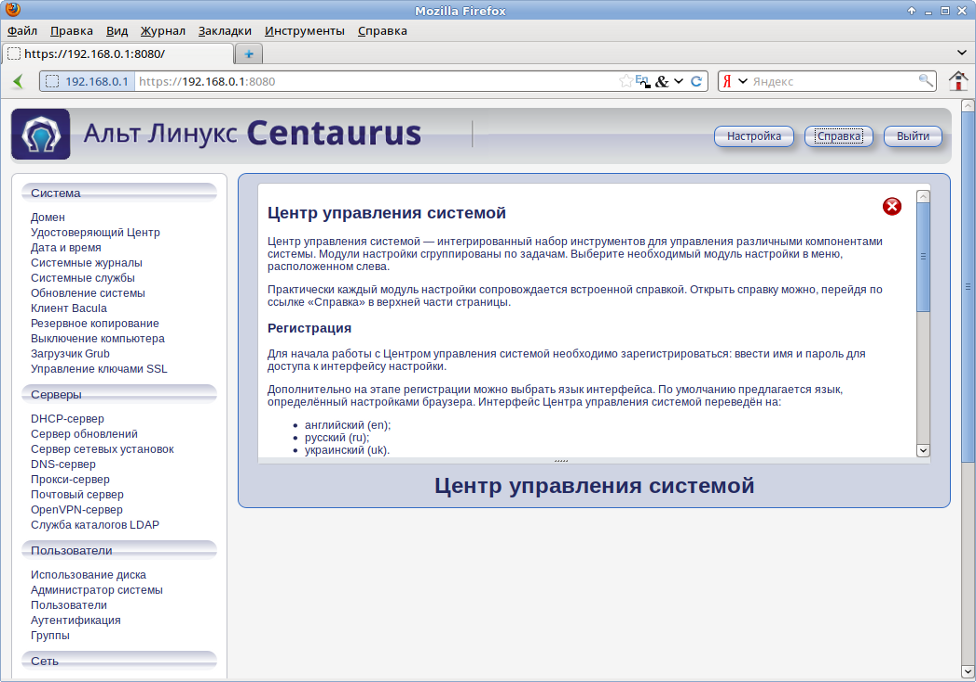 Mozilla Firefox
Файл Правка Вид Журнал Закладки Инструменты Справка
https://192.168.0.1:8080/
192.168.0.1 https://192.168.0.1:8080
Яндекс
Альт Линукс Centaurus
Настройка Справка Выйти
Система
Домен
Удостоверяющий Центр
Дата и время
Системные журналы
Системные службы
Обновление системы
Клиент Bacula
Резервное копирование
Выключение компьютера
Загрузчик Grub
Управление ключами SSL
Серверы
DHCP-сервер
Сервер обновлений
Сервер сетевых установок
DNS-сервер
Прокси-сервер
Почтовый сервер
OpenVPN-сервер
Служба каталогов LDAP
Пользователи
Использование диска
Администратор системы
Пользователи
Аутентификация
Группы
Сеть
Центр управления системой
Центр управления системой — интегрированный набор инструментов для управления различными компонентами
системы. Модули настройки сгруппированы по задачам. Выберите необходимый модуль настройки в меню,
расположенном слева.
Практически каждый модуль настройки сопровождается встроенной справкой. Открыть справку можно, перейдя по
ссылке «Справка» в верхней части страницы.
Регистрация
Для начала работы с Центром управления системой необходимо зарегистрироваться: ввести имя и пароль для
доступа к интерфейсу настройки.
Дополнительно на этапе регистрации можно выбрать язык интерфейса. По умолчанию предлагается язык,
определённый настройками браузера. Интерфейс Центра управления системой переведён на:
английский (en);
русский (ru);
украинский (uk).
Центр управления системой